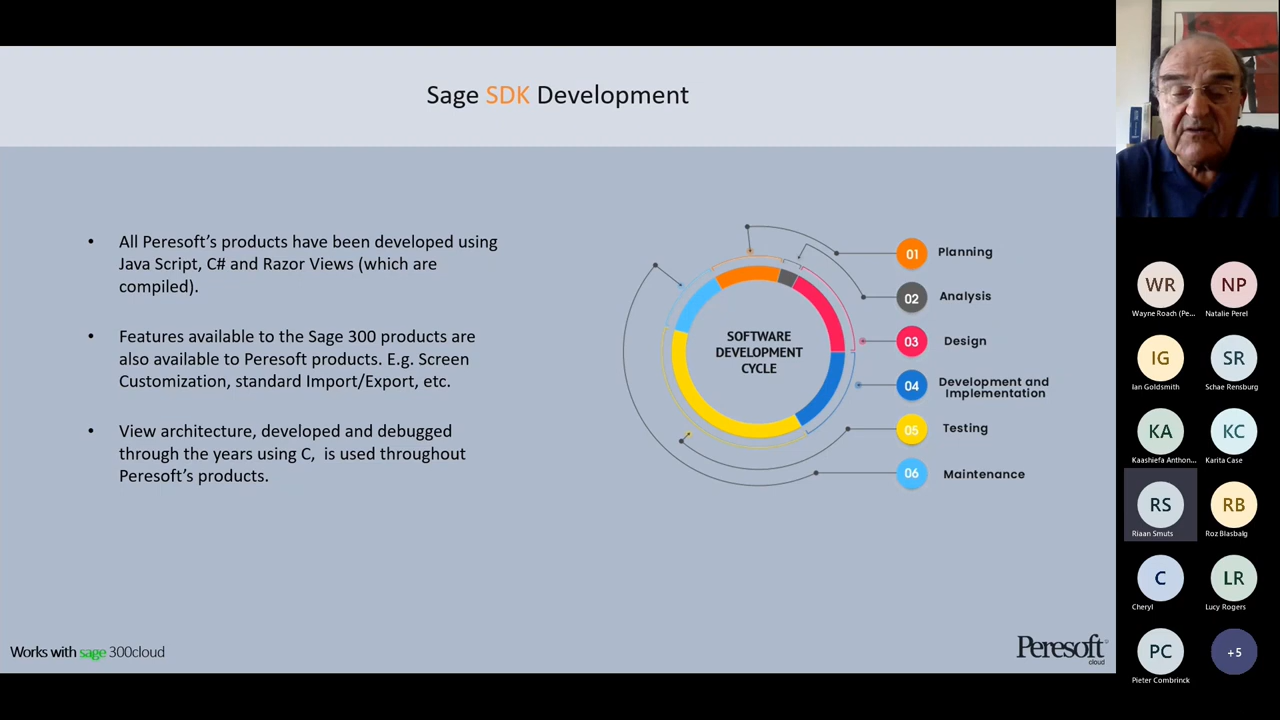 Sage SDK Development
• All Peresoft's products have been developed using
Java Script, C# and Razor Views (which are
compiled).
• Features available to the Sage 300 products are
also available to Peresoft products. E.g. Screen
Customization, standard Import/Export, etc.
• View architecture, developed and debugged
through the years using C,  is used throughout
Peresoft's products.
SOFTWARE
DEVELOPMENT
CYCLE
01 Planning
02 Analysis
03 Design
04 Development and
Implementation
05 Testing
06 Maintenance
Works with sage 300cloud
Peresoft
cloud
WR NP
Wayne Roach (Pe... Natalie Perel
IG SR
Ian Goldsmith Schae Rensburg
KA KC
Kaashiefa Anthon... Karita Case
RS RB
Riaan Smuts Roz Blasbalg
C LR
Cheryl Lucy Rogers
PC +5
Pieter Combrinck